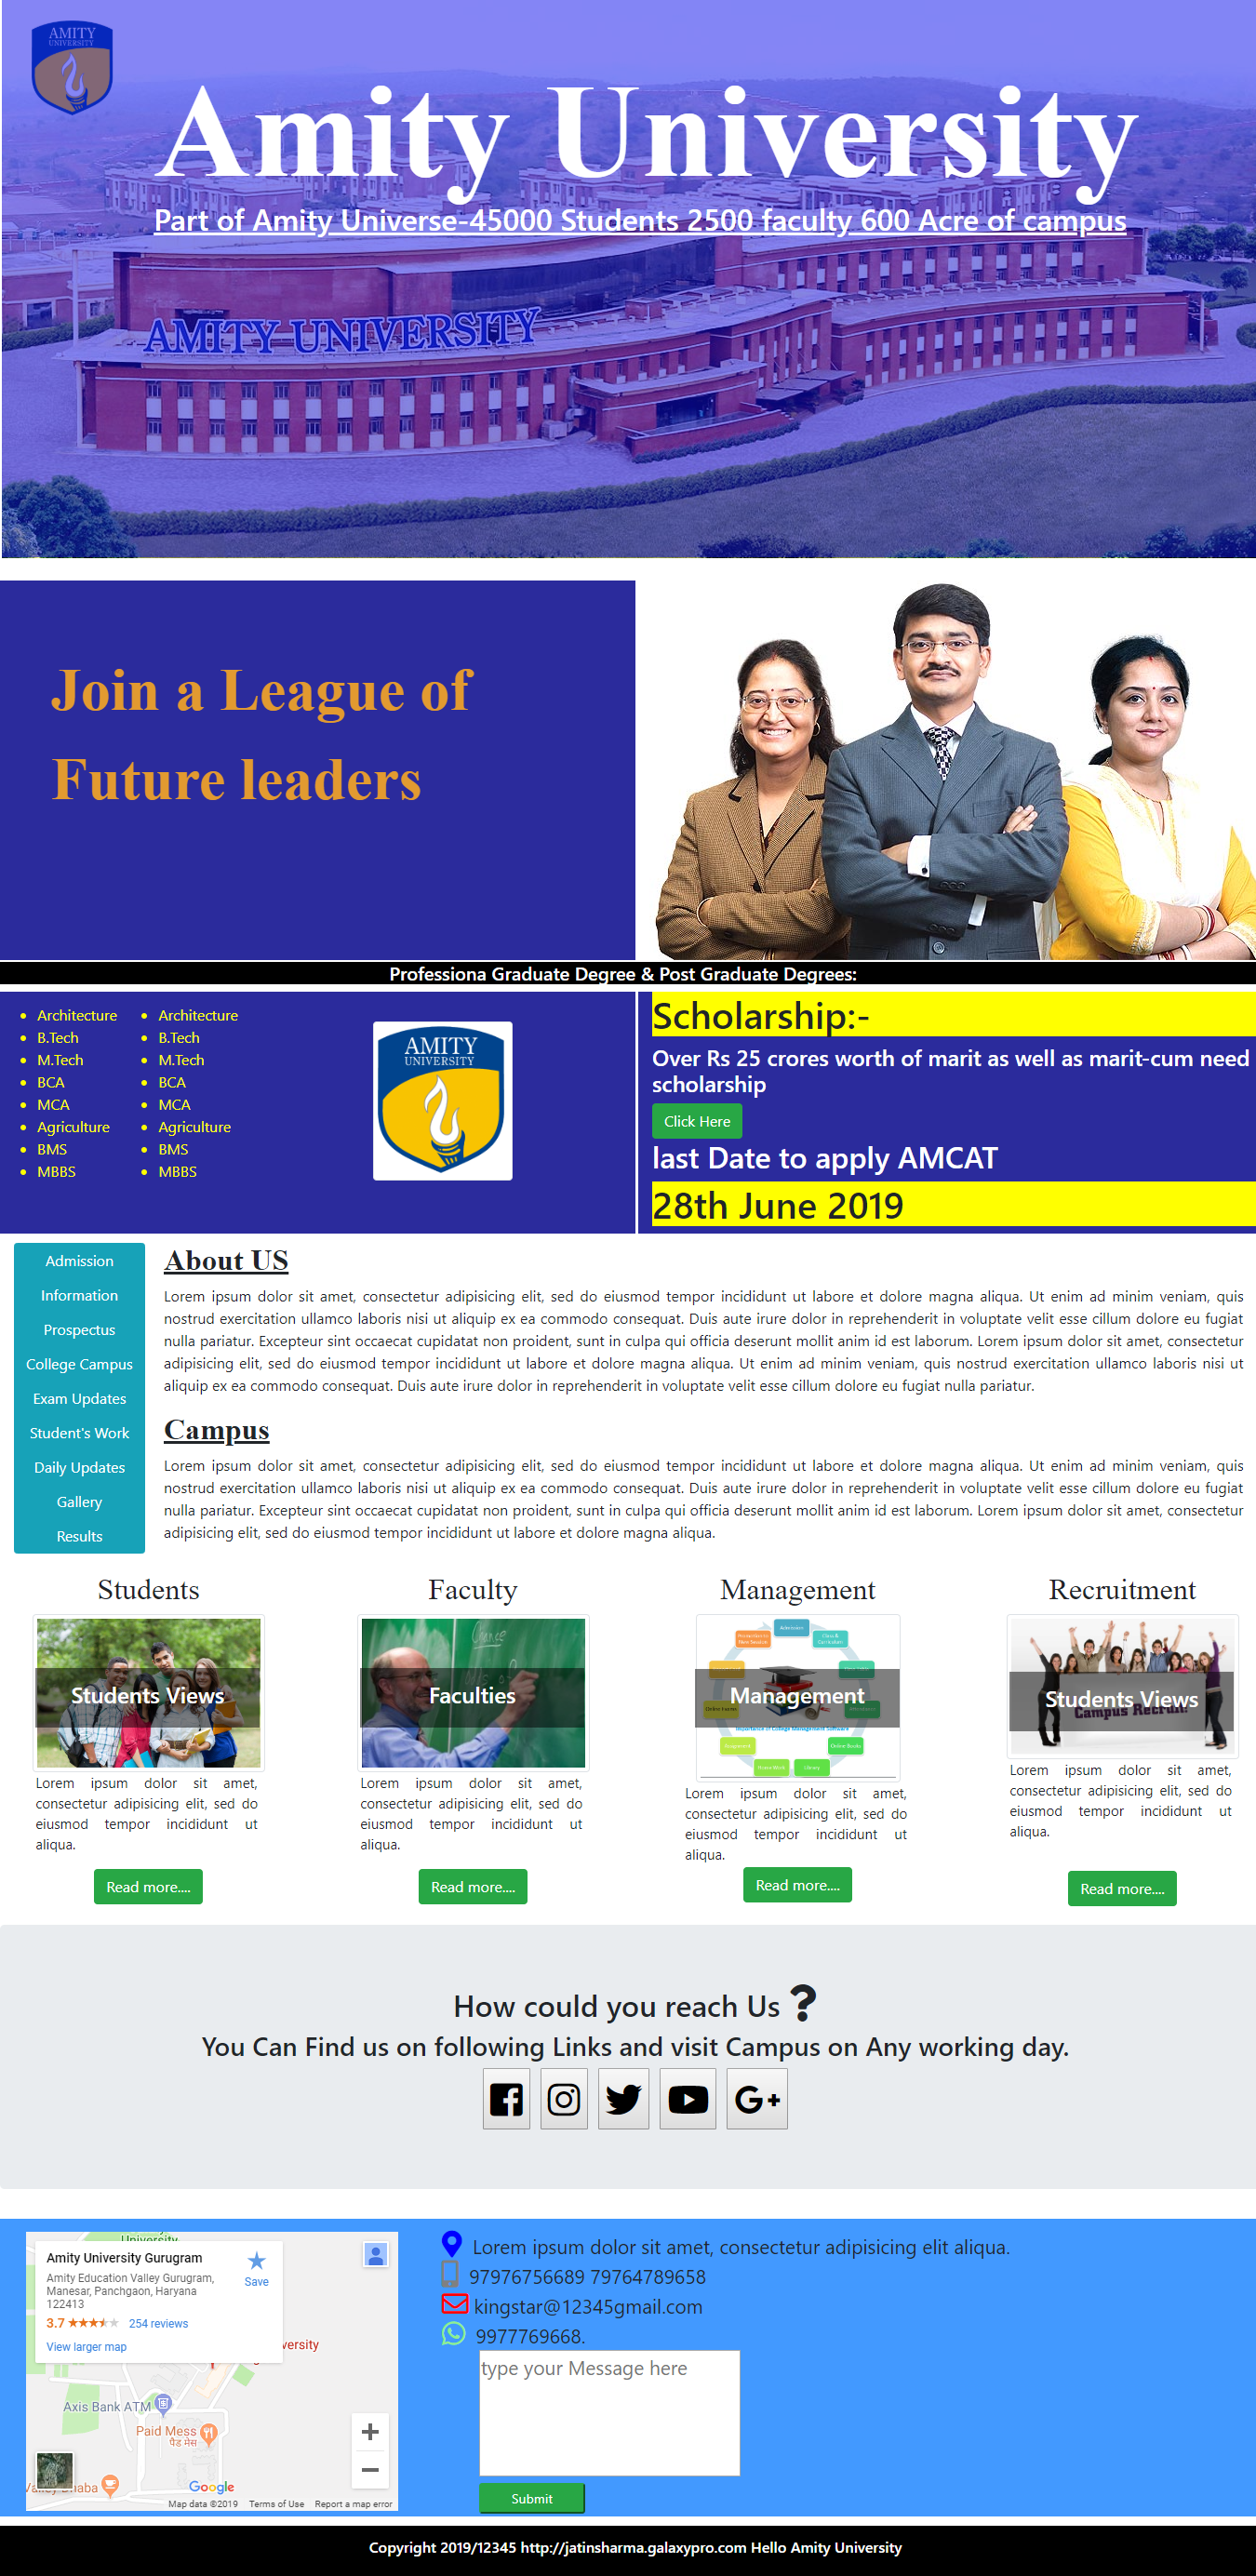 AMITY
UNIVERSITY
Amity University
Part of Amity Universe-45000 Students 2500 faculty 600 Acre of campus
AMITY UNIVERSITY
Join a League of
Future leaders
Professiona Graduate Degree & Post Graduate Degrees:
Architecture
B.Tech
M.Tech
BCA
MCA
Agriculture
BMS
MBBS
Architecture
B.Tech
M.Tech
BCA
MCA
Agriculture
BMS
MBBS
AMITY
UNIVERSITY
Scholarship:-
Over Rs 25 crores worth of marit as well as marit-cum need
scholarship
Click Here
last Date to apply AMCAT
28th June 2019
Admission
Information
Prospectus
College Campus
Exam Updates
Student's Work
Daily Updates
Gallery
Results
About US
Lorem ipsum dolor sit amet, consectetur adipisicing elit, sed do eiusmod tempor incididunt ut labore et dolore magna aliqua. Ut enim ad minim veniam, quis
nostrud exercitation ullamco laboris nisi ut aliquip ex ea commodo consequat. Duis aute irure dolor in reprehenderit in voluptate velit esse cillum dolore eu fugiat
nulla pariatur. Excepteur sint occaecat cupidatat non proident, sunt in culpa qui officia deserunt mollit anim id est laborum. Lorem ipsum dolor sit amet, consectetur
adipisicing elit, sed do eiusmod tempor incididunt ut labore et dolore magna aliqua. Ut enim ad minim veniam, quis nostrud exercitation ullamco laboris nisi ut
aliquip ex ea commodo consequat. Duis aute irure dolor in reprehenderit in voluptate velit esse cillum dolore eu fugiat nulla pariatur.
Campus
Lorem ipsum dolor sit amet, consectetur adipisicing elit, sed do eiusmod tempor incididunt ut labore et dolore magna aliqua. Ut enim ad minim veniam, quis
nostrud exercitation ullamco laboris nisi ut aliquip ex ea commodo consequat. Duis aute irure dolor in reprehenderit in voluptate velit esse cillum dolore eu fugiat
nulla pariatur. Excepteur sint occaecat cupidatat non proident, sunt in culpa qui officia deserunt mollit anim id est laborum. Lorem ipsum dolor sit amet, consectetur
adipisicing elit, sed do eiusmod tempor incididunt ut labore et dolore magna aliqua.
Students
Students Views
Lorem ipsum dolor sit amet,
consectetur adipisicing elit, sed do
eiusmod tempor incididunt ut
aliqua.
Read more....
Faculty
Chance
Faculties
Lorem ipsum dolor sit amet,
consectetur adipisicing elit, sed do
eiusmod tempor incididunt ut
aliqua.
Read more....
Management
Admission
Class &
Curriculum
Management
Importance of College Management Software
Online Books
Library
Lorem ipsum dolor sit amet,
consectetur adipisicing elit, sed do
eiusmod tempor incididunt ut
aliqua.
Read more....
Recruitment
Students Views
Campus Recruit
Lorem ipsum dolor sit amet,
consectetur adipisicing elit, sed do
eiusmod tempor incididunt ut
aliqua.
Read more....
How could you reach Us ?
You Can Find us on following Links and visit Campus on Any working day.
G+
University
Amity University Gurugram
Amity Education Valley Gurugram,
Manesar, Panchgaon, Haryana
122413
Save
3.7 254 reviews
View larger map
versity
Axis Bank ATM
Paid Mess
पैड मेस
Google
Map data ©2019 Terms of Use Report a map error
Lorem ipsum dolor sit amet, consectetur adipisicing elit aliqua.
97976756689 79764789658
kingstar@12345gmail.com
9977769668.
type your Message here
Submit
Copyright 2019/12345 http://jatinsharma.galaxypro.com Hello Amity University